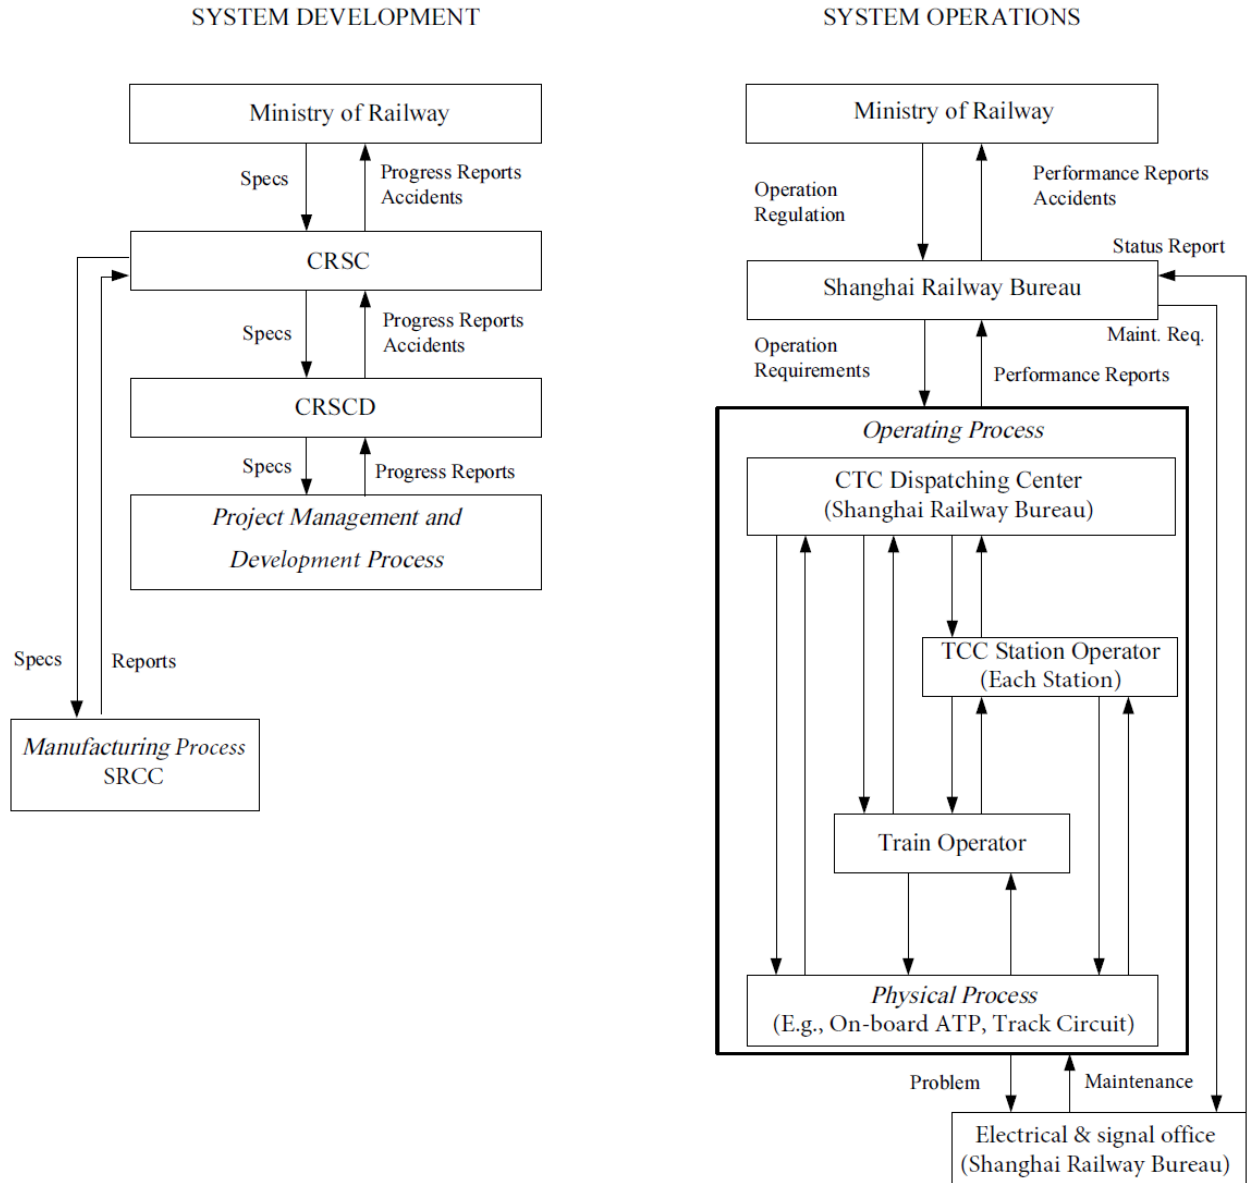 SYSTEM DEVELOPMENT
Ministry of Railway
Specs
Progress Reports
Accidents
CRSC
Specs
Progress Reports
Accidents
CRSCD
Specs
Progress Reports
Project Management and
Development Process
Specs
Reports
Manufacturing Process
SRCC
SYSTEM OPERATIONS
Ministry of Railway
Operation
Regulation
Performance Reports
Accidents
Status Report
Shanghai Railway Bureau
Maint. Req.
Operation
Requirements
Performance Reports
Operating Process
CTC Dispatching Center
(Shanghai Railway Bureau)
TCC Station Operator
(Each Station)
Train Operator
Physical Process
(E.g., On-board ATP, Track Circuit)
Problem
Maintenance
Electrical & signal office
(Shanghai Railway Bureau)